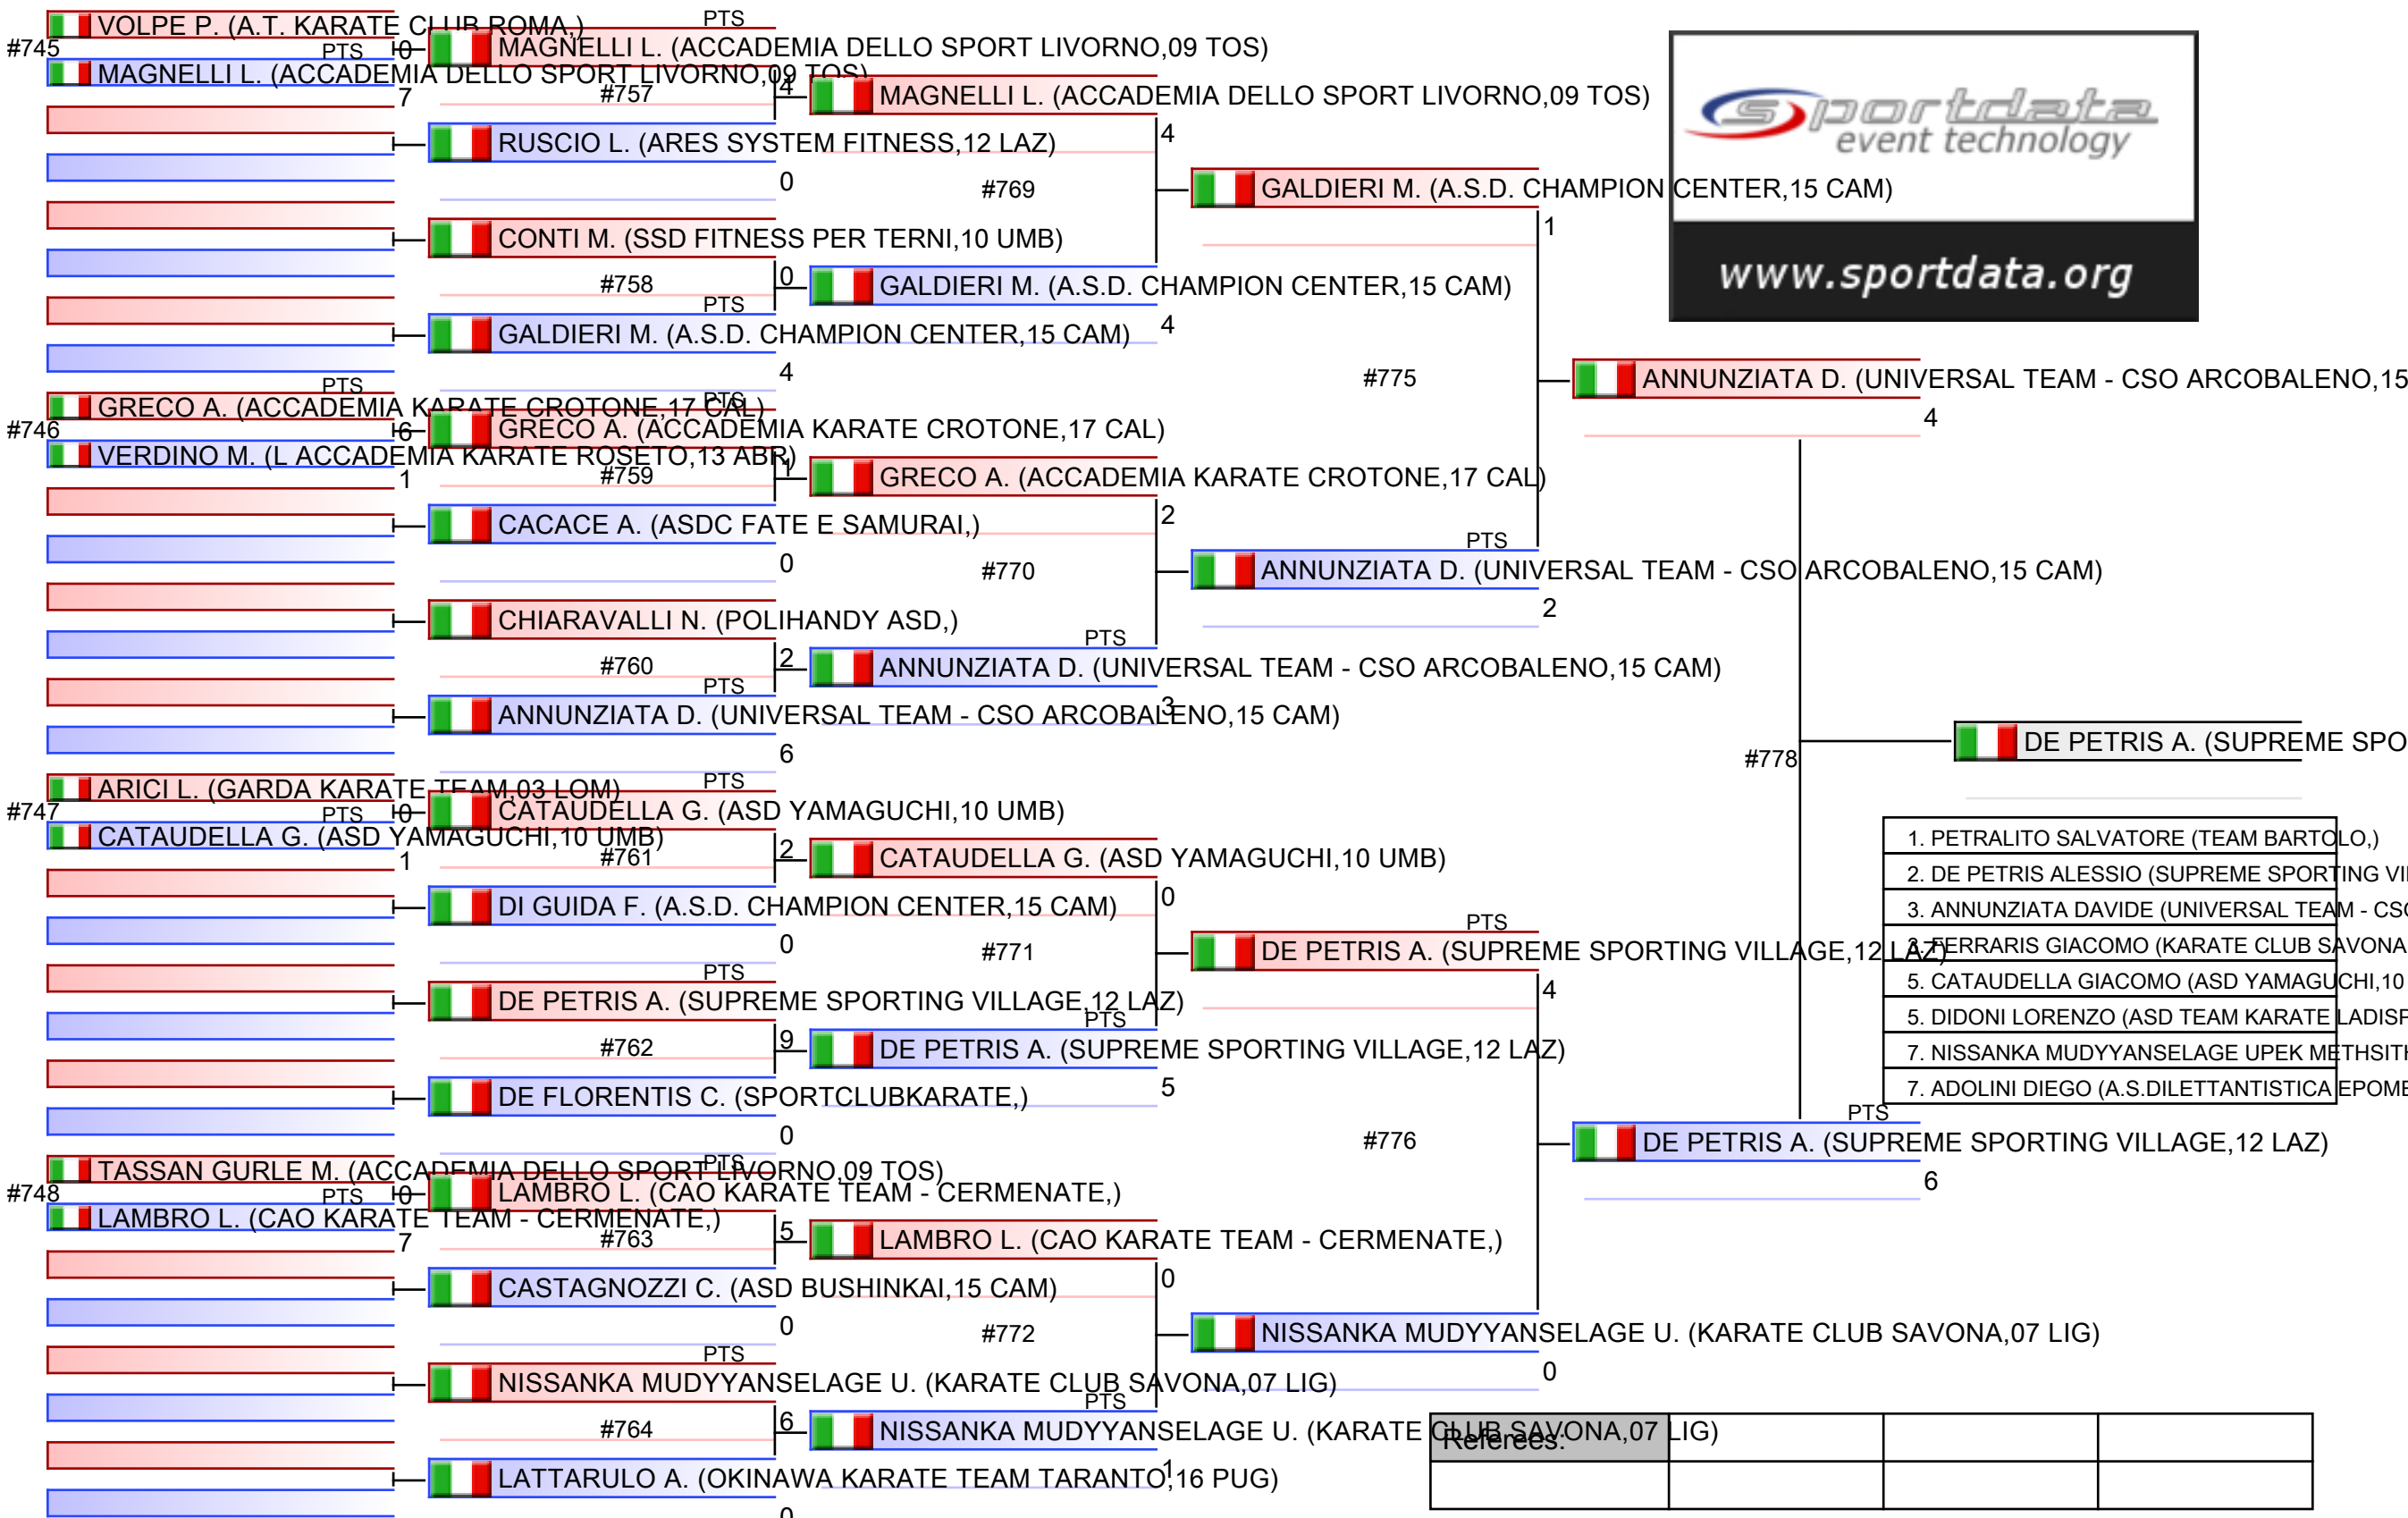 VOLPE P. (A.T. KARATE CLUB ROMA,)
#745
PTS
0
MAGNELLI L. (ACCADEMIA DELLO SPORT LIVORNO,09 TOS)
7
PTS
MAGNELLI L. (ACCADEMIA DELLO SPORT LIVORNO,09 TOS)
4
#757
RUSCIO L. (ARES SYSTEM FITNESS,12 LAZ)
0
CONTI M. (SSD FITNESS PER TERNI,10 UMB)
0
#758
PTS
GALDIERI M. (A.S.D. CHAMPION CENTER,15 CAM)
4
PTS
GRECO A. (ACCADEMIA KARATE CROTONE,17 CAL)
6
#746
VERDINO M. (L ACCADEMIA KARATE ROSETO,13 ABR)
1
PTS
GRECO A. (ACCADEMIA KARATE CROTONE,17 CAL)
1
#759
CACACE A. (ASDC FATE E SAMURAI,)
0
CHIARAVALLI N. (POLIHANDY ASD,)
2
#760
PTS
ANNUNZIATA D. (UNIVERSAL TEAM - CSO ARCOBALENO,15 CAM)
6
ARICI L. (GARDA KARATE TEAM,03 LOM)
0
#747
PTS
CATAUDELLA G. (ASD YAMAGUCHI,10 UMB)
1
PTS
CATAUDELLA G. (ASD YAMAGUCHI,10 UMB)
2
#761
DI GUIDA F. (A.S.D. CHAMPION CENTER,15 CAM)
0
PTS
DE PETRIS A. (SUPREME SPORTING VILLAGE,12 LAZ)
9
#762
DE FLORENTIS C. (SPORTCLUBKARATE,)
0
TASSAN GURLE M. (ACCADEMIA DELLO SPORT LIVORNO,09 TOS)
0
#748
PTS
LAMBRO L. (CAO KARATE TEAM - CERMENATE,)
7
PTS
LAMBRO L. (CAO KARATE TEAM - CERMENATE,)
5
#763
CASTAGNOZZI C. (ASD BUSHINKAI,15 CAM)
0
PTS
NISSANKA MUDYYANSELAGE U. (KARATE CLUB SAVONA,07 LIG)
6
#764
LATTARULO A. (OKINAWA KARATE TEAM TARANTO,16 PUG)
0
MAGNELLI L. (ACCADEMIA DELLO SPORT LIVORNO,09 TOS)
4
#769
GALDIERI M. (A.S.D. CHAMPION CENTER,15 CAM)
4
GRECO A. (ACCADEMIA KARATE CROTONE,17 CAL)
2
#770
PTS
ANNUNZIATA D. (UNIVERSAL TEAM - CSO ARCOBALENO,15 CAM)
3
CATAUDELLA G. (ASD YAMAGUCHI,10 UMB)
0
#771
PTS
DE PETRIS A. (SUPREME SPORTING VILLAGE,12 LAZ)
5
LAMBRO L. (CAO KARATE TEAM - CERMENATE,)
0
#772
PTS
NISSANKA MUDYYANSELAGE U. (KARATE CLUB SAVONA,07 LIG)
1
GALDIERI M. (A.S.D. CHAMPION CENTER,15 CAM)
1
#775
PTS
ANNUNZIATA D. (UNIVERSAL TEAM - CSO ARCOBALENO,15 CAM)
2
PTS
DE PETRIS A. (SUPREME SPORTING VILLAGE,12 LAZ)
4
#776
NISSANKA MUDYYANSELAGE U. (KARATE CLUB SAVONA,07 LIG)
0
sportdata
event technology
www.sportdata.org
ANNUNZIATA D. (UNIVERSAL TEAM - CSO ARCOBALENO,15
4
#778
PTS
DE PETRIS A. (SUPREME SPORTING VILLAGE,12 LAZ)
6
DE PETRIS A. (SUPREME SPO
1. PETRALITO SALVATORE (TEAM BARTOLO,)
2. DE PETRIS ALESSIO (SUPREME SPORTING
3. ANNUNZIATA DAVIDE (UNIVERSAL TEAM - CSO
3. FERRARIS GIACOMO (KARATE CLUB SAVONA
5. CATAUDELLA GIACOMO (ASD YAMAGUCHI,10
5. DIDONI LORENZO (ASD TEAM KARATE LADISP
7. NISSANKA MUDYYANSELAGE UPEK METHSITH
7. ADOLINI DIEGO (A.S.DILETTANTISTICA EPOME
Referees: